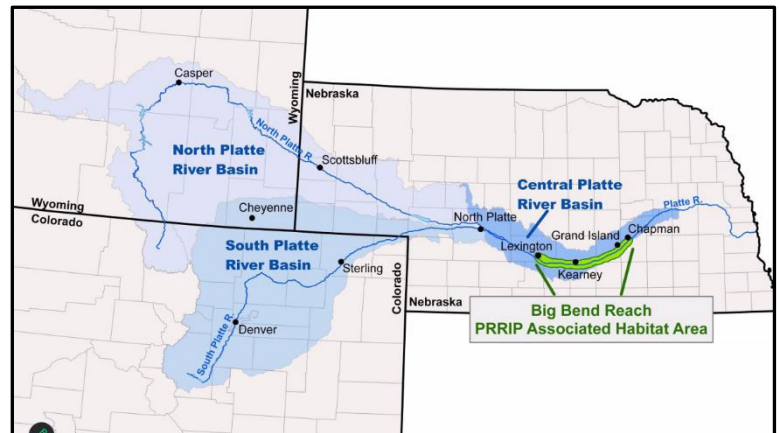 Casper
Wyoming
Nebraska
North Platte R.
North Platte
River Basin
Scottsbluff
Central Platte
River Basin
Platte R.
Wyoming
Colorado
Cheyenne
North Platte
Grand Island
Chapman
South Platte
River Basin
Lexington
Sterling
Kearney
Colorado
Nebraska
Big Bend Reach
PRRIP Associated Habitat Area
Denver
South Platte R.